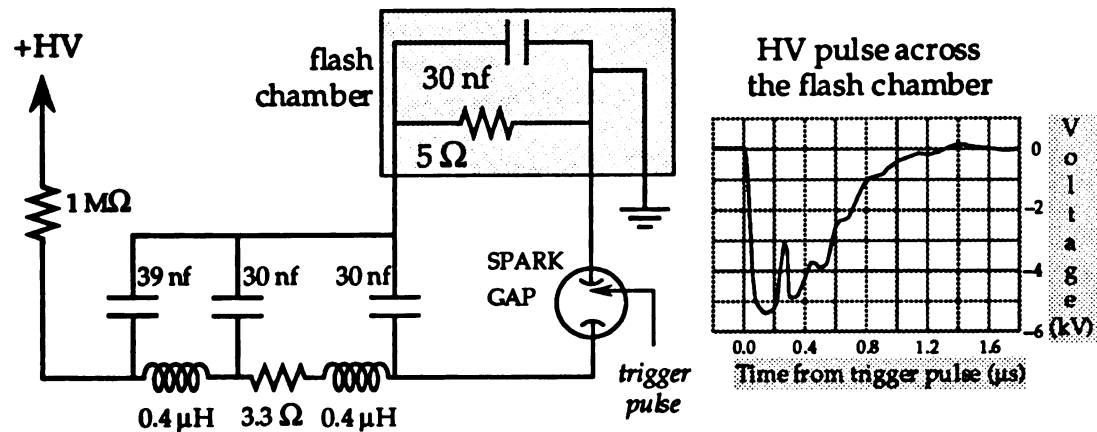 +HV
1 MΩ
39 nf
30 nf
30 nf
0.4 μH
3.3 Ω
0.4 μH
flash
chamber
30 nf
5 Ω
SPARK
GAP
trigger
pulse
HV pulse across
the flash chamber
0
-2
-4
-6
Voltage
(kV)
0.0
0.4
0.8
1.2
1.6
Time from trigger pulse (μs)